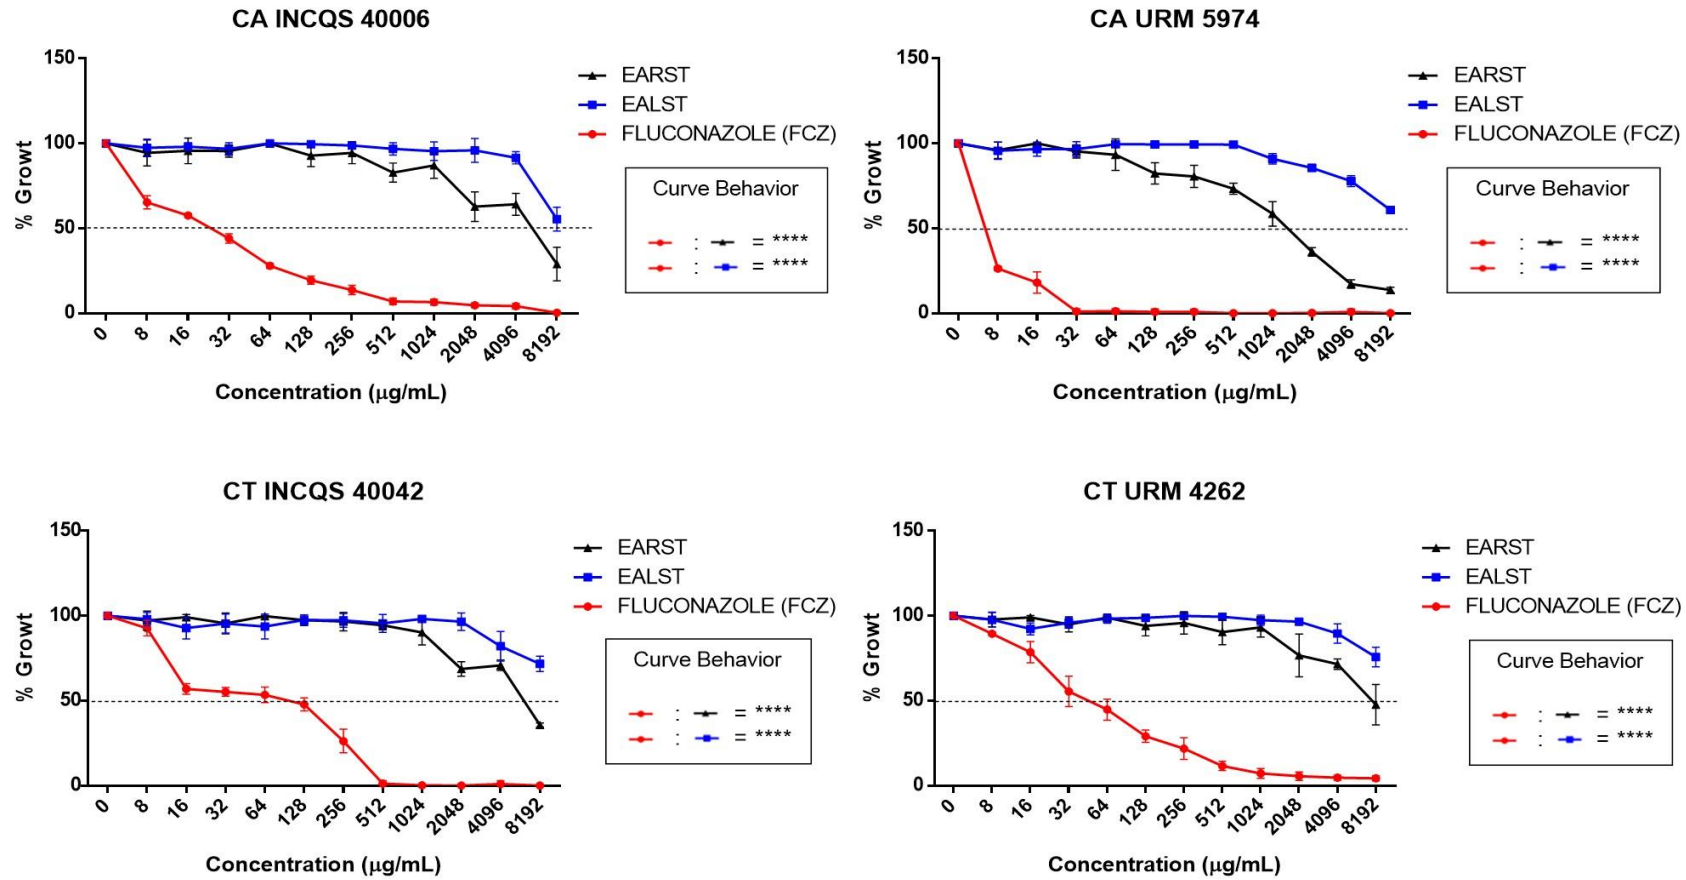 CA INCQS 40006
150
100
50
0
% Growt
0 8 16 32 64 128 256 512 1024 2048 4096 8192
Concentration (µg/mL)
EARST
EALST
FLUCONAZOLE (FCZ)
Curve Behavior
: = ****
: = ****
CA URM 5974
150
100
50
0
% Growt
0 8 16 32 64 128 256 512 1024 2048 4096 8192
Concentration (µg/mL)
EARST
EALST
FLUCONAZOLE (FCZ)
Curve Behavior
: = ****
: = ****
CT INCQS 40042
150
100
50
0
% Growt
0 8 16 32 64 128 256 512 1024 2048 4096 8192
Concentration (µg/mL)
EARST
EALST
FLUCONAZOLE (FCZ)
Curve Behavior
: = ****
: = ****
CT URM 4262
150
100
50
0
% Growt
0 8 16 32 64 128 256 512 1024 2048 4096 8192
Concentration (µg/mL)
EARST
EALST
FLUCONAZOLE (FCZ)
Curve Behavior
: = ****
: = ****